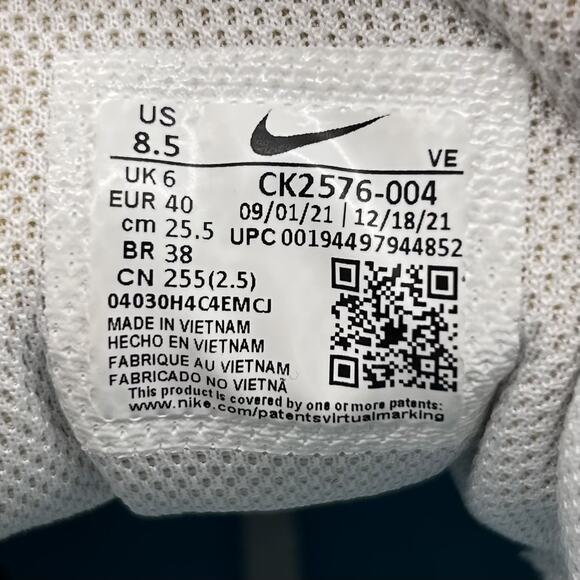 US
8.5
VE
UK 6
CK2576-004
EUR 40
09/01/21 | 12/18/21
cm 25.5
UPC 00194497944852
BR 38
CN 255(2.5)
04030H4C4EMCJ
MADE IN VIETNAM
HECHO EN VIETNAM
FABRIQUE AU VIETNAM
FABRICADO NO VIETNÃ
This product is covered by one or more patents:
www.nike.com/patentsvirtualmarking